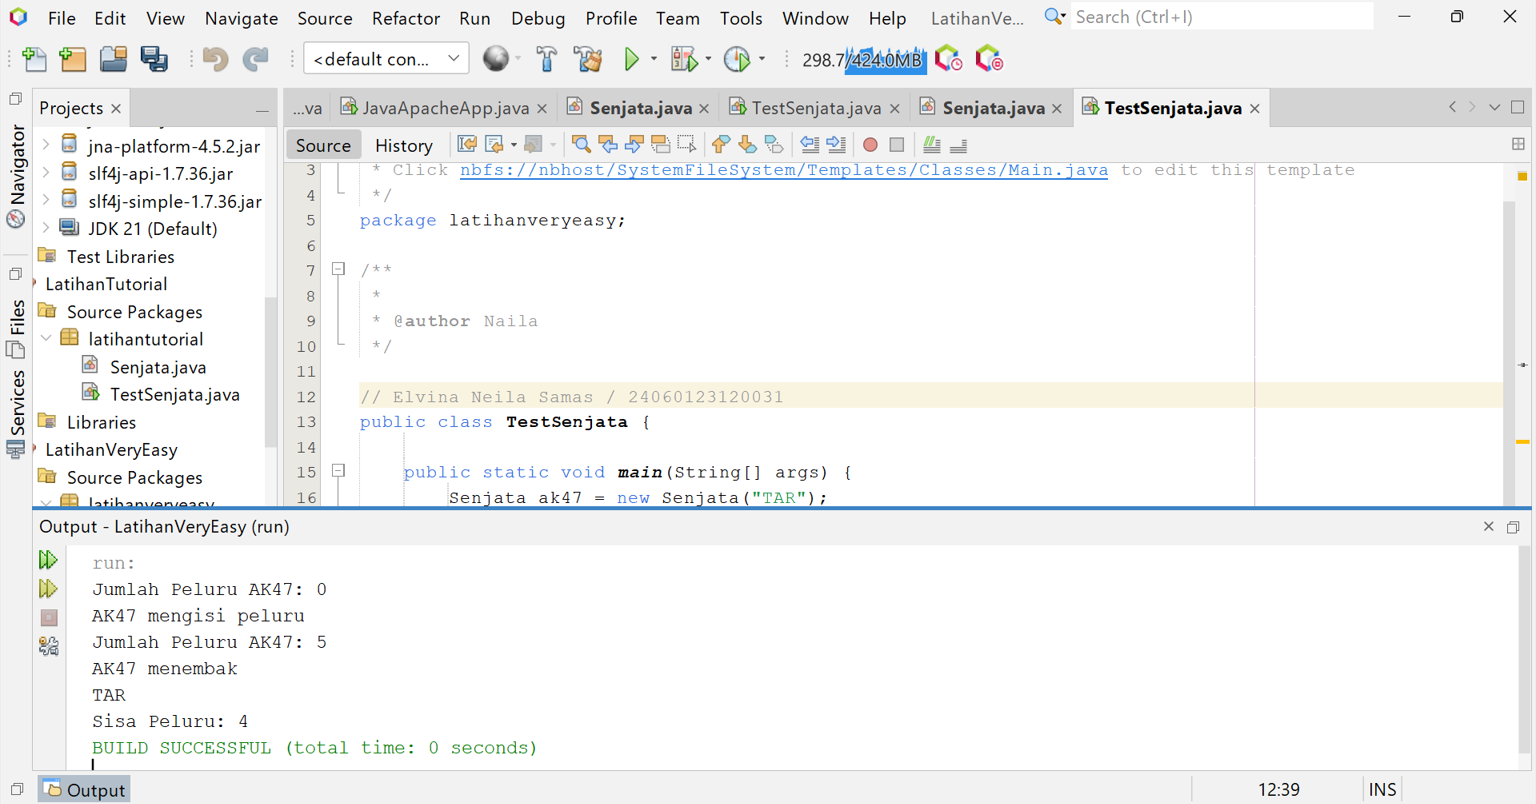 File Edit View Navigate Source Refactor Run Debug Profile Team Tools Window Help LatihanVe... Search (Ctrl+I)
<default con... 298.7/424.0MB
Projects
...va JavaApacheApp.java Senjata.java TestSenjata.java Senjata.java TestSenjata.java
Navigator
Files
Services
jna-platform-4.5.2.jar
slf4j-api-1.7.36.jar
slf4j-simple-1.7.36.jar
JDK 21 (Default)
Test Libraries
LatihanTutorial
Source Packages
latihantutorial
Senjata.java
TestSenjata.java
Libraries
LatihanVeryEasy
Source Packages
latihanveryeasy
Source History
3 * Click nbfs://nbhost/SystemFileSystem/Templates/Classes/Main.java to edit this template
4 */
5 package latihanveryeasy;
6
7 /**
8 *
9 * @author Naila
10 */
11
12 // Elvina Neila Samas / 24060123120031
13 public class TestSenjata {
14
15 public static void main(String[] args) {
16 Senjata ak47 = new Senjata("TAR");
Output - LatihanVeryEasy (run)
run:
Jumlah Peluru AK47: 0
AK47 mengisi peluru
Jumlah Peluru AK47: 5
AK47 menembak
TAR
Sisa Peluru: 4
BUILD SUCCESSFUL (total time: 0 seconds)
Output 12:39 INS